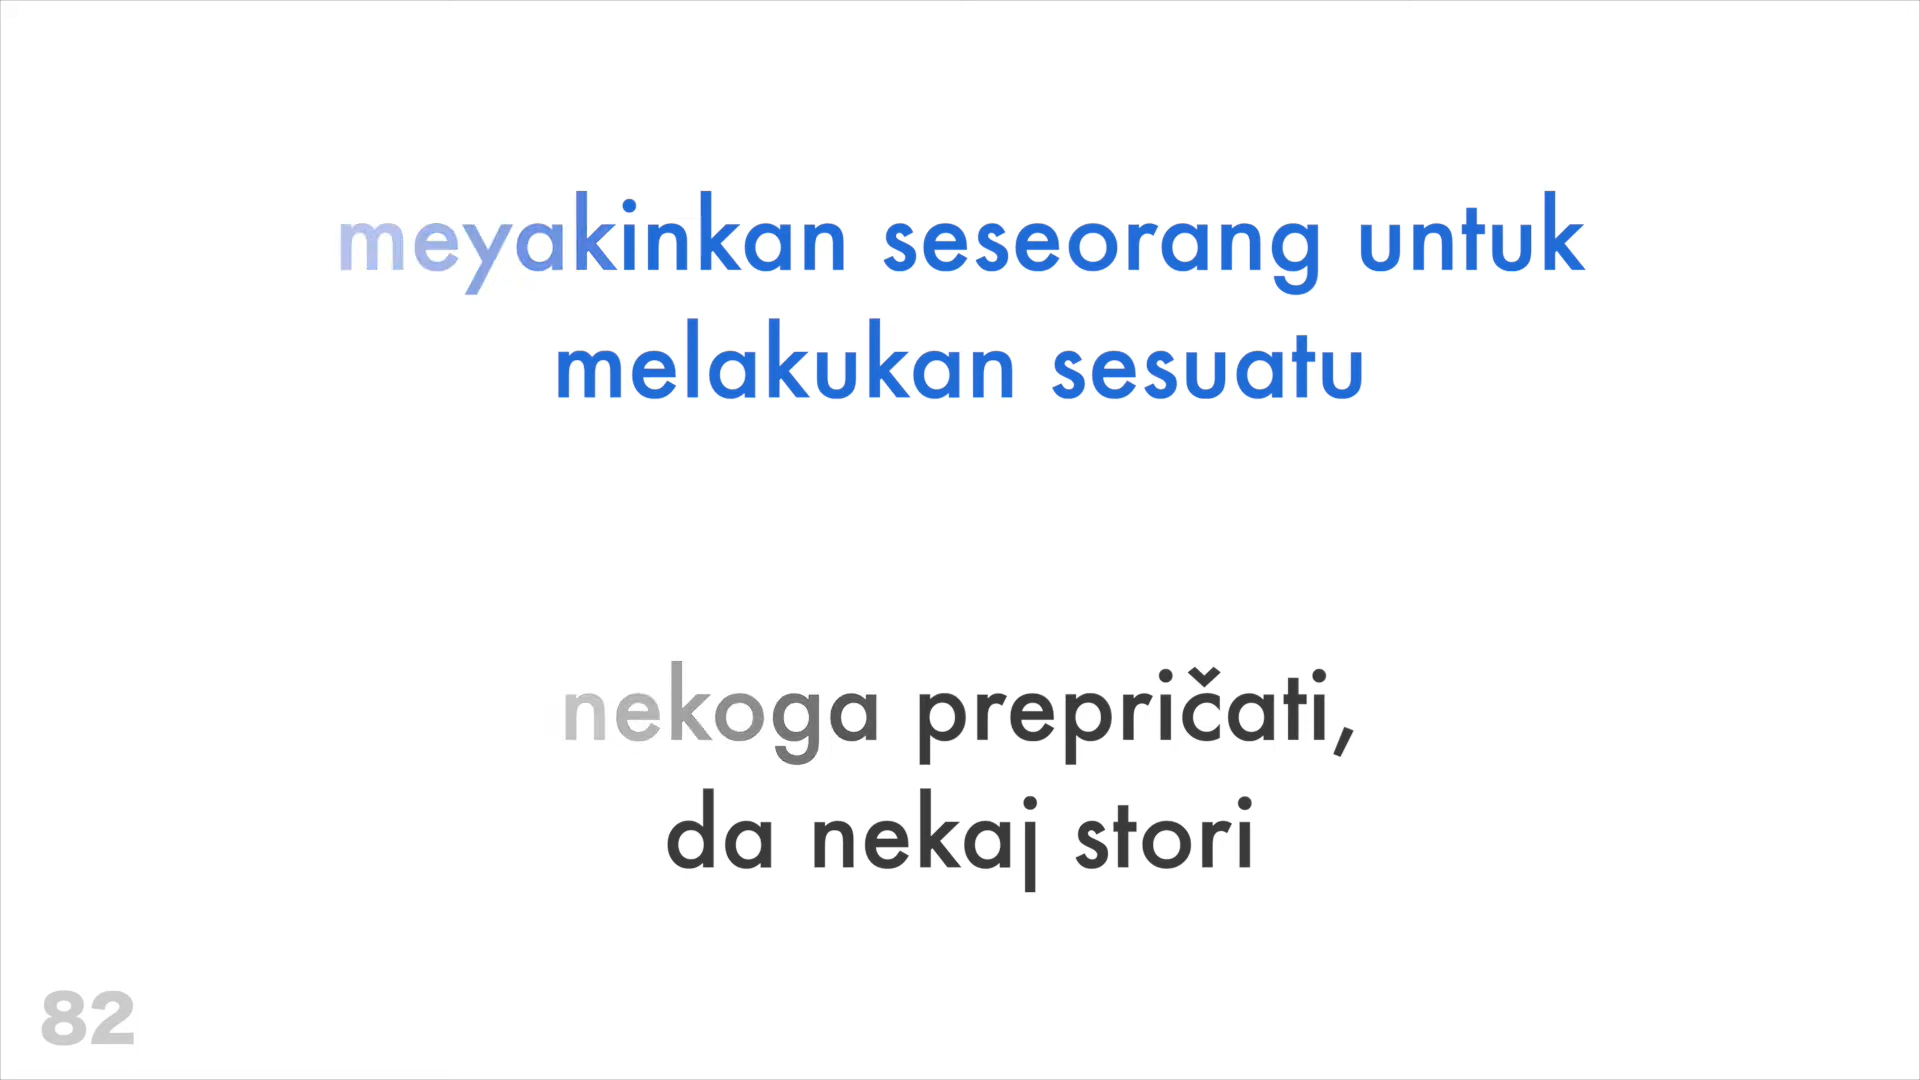 meyakinkan seseorang untuk
melakukan sesuatu
nekoga prepričati,
da nekaj stori
82